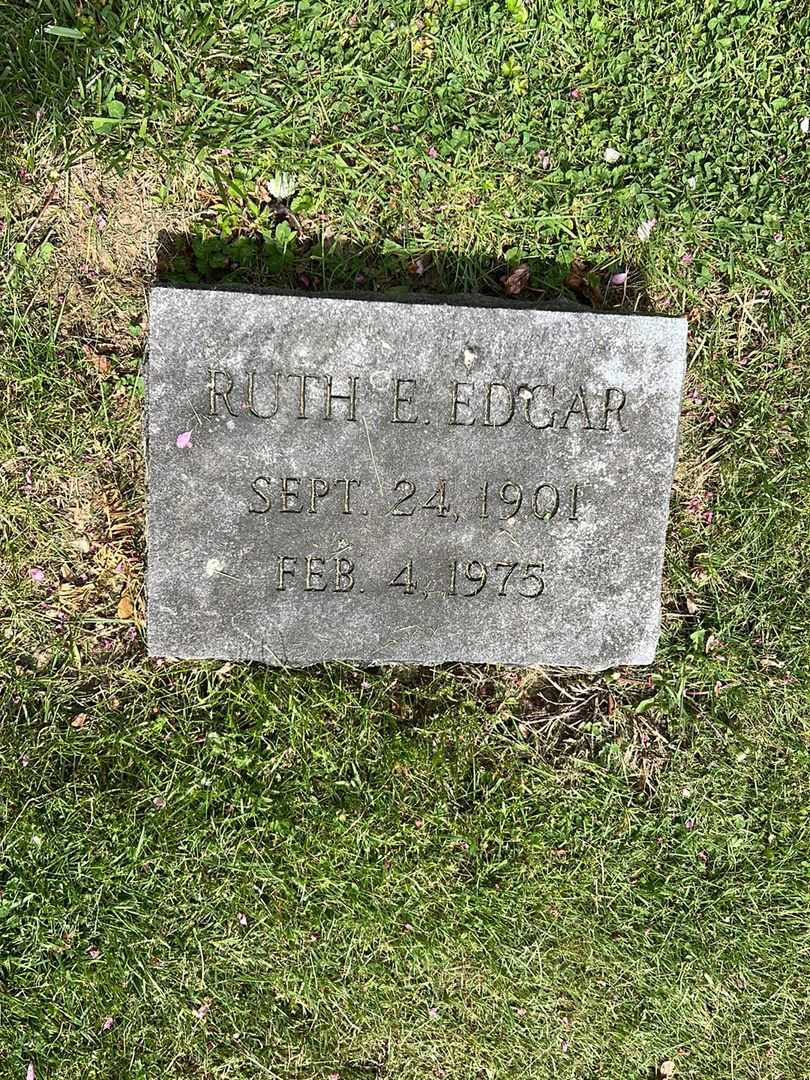 RUTH E. EDGAR
SEPT. 24, 1901
FEB. 4, 1975